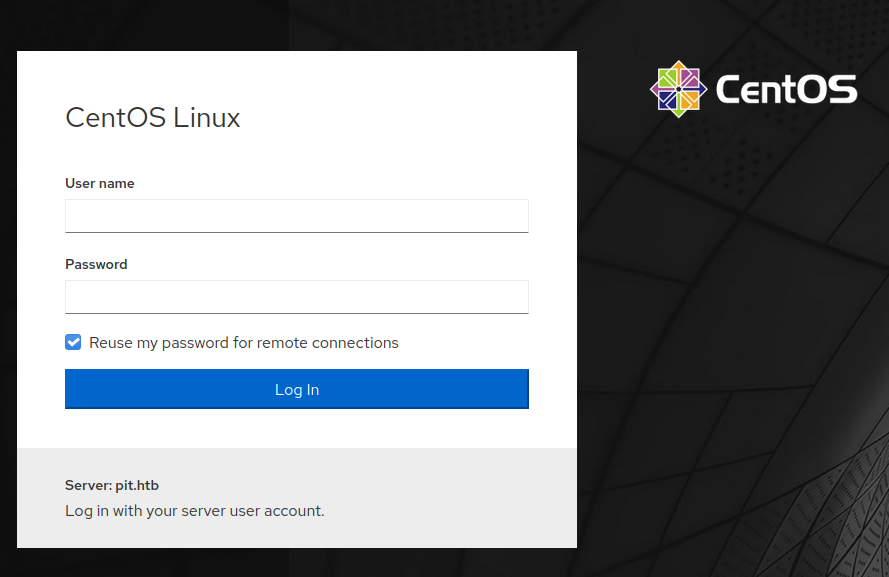 CentOS
CentOS Linux
User name
Password
Reuse my password for remote connections
Log In
Server: pit.htb
Log in with your server user account.